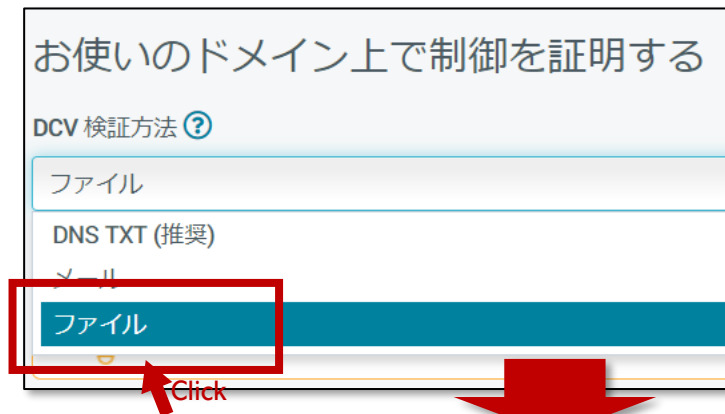 お使いのドメイン上で制御を証明する
DCV 検証方法 ?
ファイル
DNS TXT (推奨)
メール
ファイル
Click